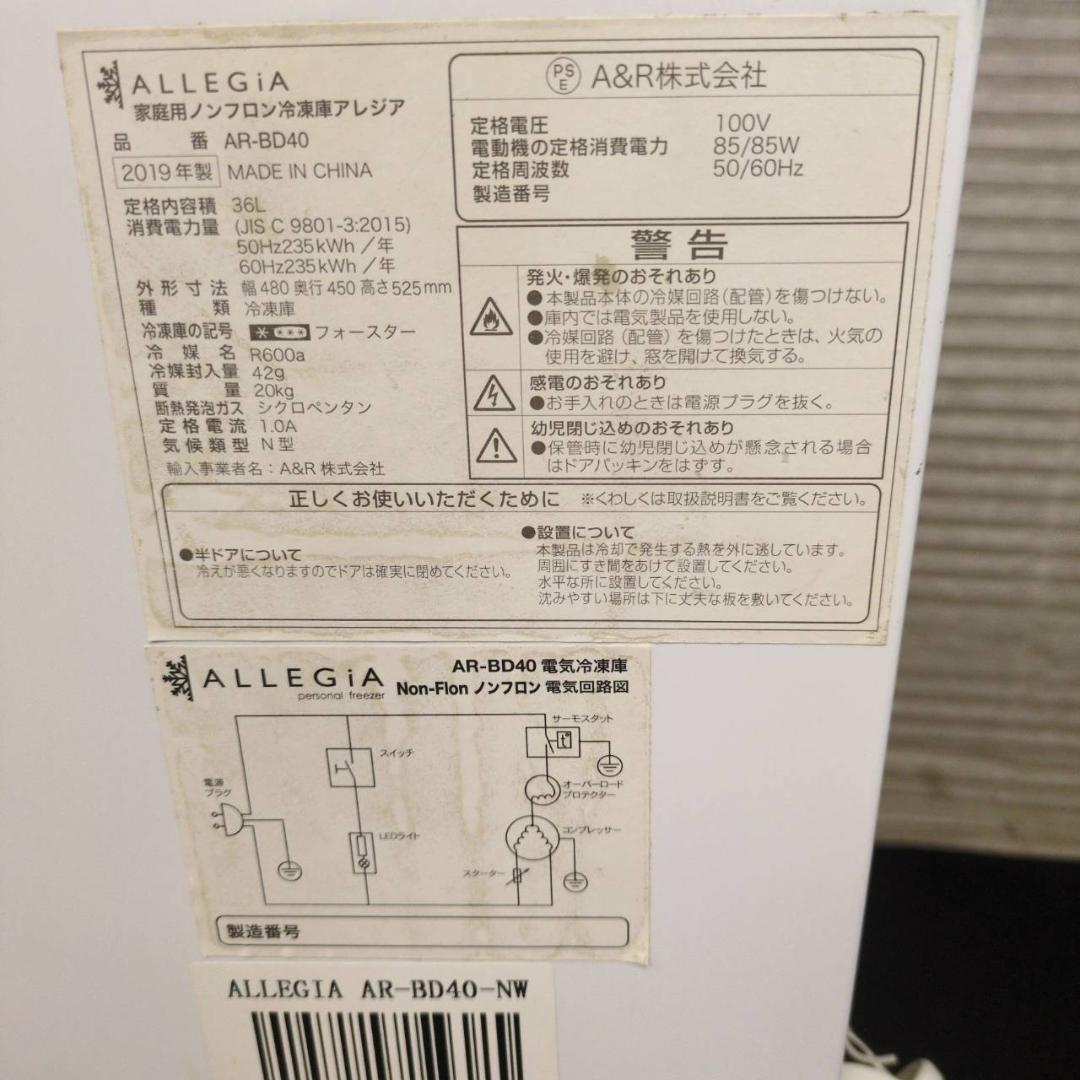 ALLEGiA
家庭用ノンフロン冷凍庫アレジア
品番 AR-BD40
2019年製 MADE IN CHINA
定格内容積 36L
消費電力量 (JIS C 9801-3:2015)
50Hz235kWh／年
60Hz235kWh／年
外形寸法 幅480奥行450高さ525mm
種類 冷凍庫
冷凍庫の記号 フォースター
冷媒名 R600a
冷媒封入量 42g
質量 20kg
断熱発泡ガス シクロペンタン
定格電流 1.0A
気候類型 N型
輸入事業者名：A&R株式会社
PSE A&R株式会社
定格電圧 100V
電動機の定格消費電力 85/85W
定格周波数 50/60Hz
製造番号
警告
発火・爆発のおそれあり
●本製品本体の冷媒回路(配管)を傷つけない。
●庫内では電気製品を使用しない。
●冷媒回路（配管）を傷つけたときは、火気の
使用を避け、窓を開けて換気する。
感電のおそれあり
●お手入れのときは電源プラグを抜く。
幼児閉じ込めのおそれあり
●保管時に幼児閉じ込めが懸念される場合
はドアパッキンをはずす。
正しくお使いいただくために ※くわしくは取扱説明書をご覧ください。
●半ドアについて
冷えが悪くなりますのでドアは確実に閉めてください。
●設置について
本製品は冷却で発生する熱を外に逃しています。
周囲にすき間をあけて設置してください。
水平な所に設置してください。
沈みやすい場所は下に丈夫な板を敷いてください。
ALLEGiA
personal freezer
AR-BD40 電気冷凍庫
Non-Flon ノンフロン 電気回路図
サーモスタット
t°
スイッチ
電源
プラグ
オーバーロード
プロテクター
LEDライト
コンプレッサー
スターター
製造番号
ALLEGIA AR-BD40-NW